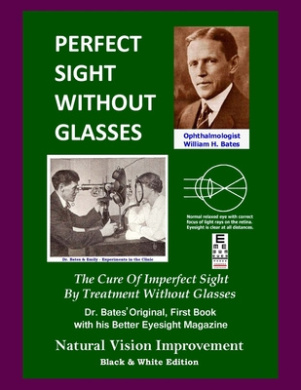 PERFECT
SIGHT
WITHOUT
GLASSES
Ophthalmologist
William H. Bates
Dr. Bates & Emily - Experiments in the Clinic
Normal relaxed eye with correct
focus of light rays on the retina.
Eyesight is clear at all distances.
E
The Cure Of Imperfect Sight
By Treatment Without Glasses
Dr. Bates' Original, First Book
with his Better Eyesight Magazine
Natural Vision Improvement
Black & White Edition